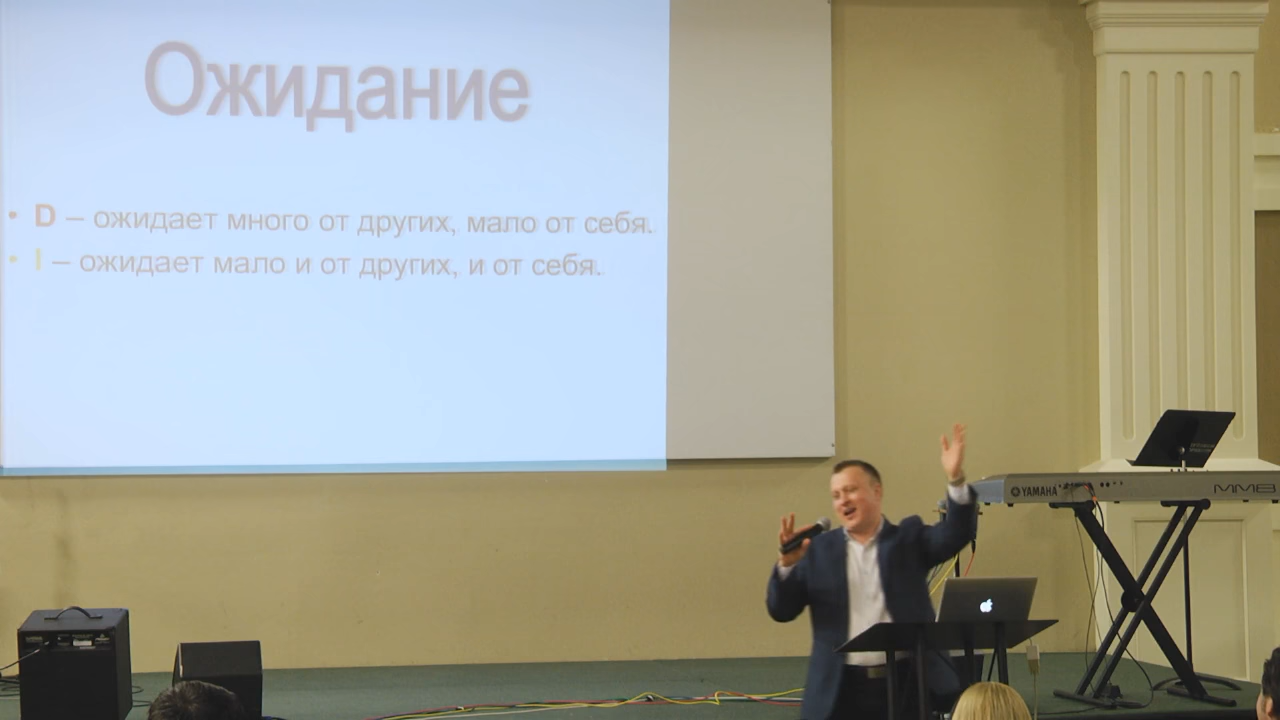 Ожидание
• D – ожидает много от других, мало от себя.
• I – ожидает мало и от других, и от себя.
YAMAHA
MM8